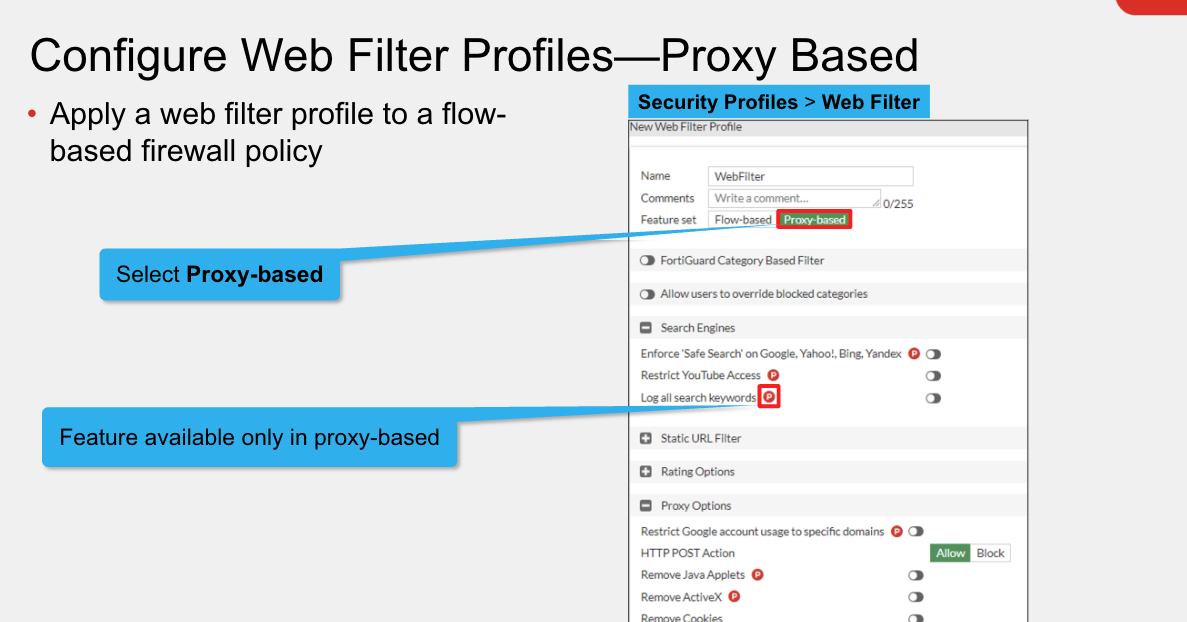 Configure Web Filter Profiles—Proxy Based
• Apply a web filter profile to a flow-
based firewall policy
Security Profiles > Web Filter
New Web Filter Profile
Name WebFilter
Comments Write a comment... 0/255
Feature set Flow-based Proxy-based
Select Proxy-based
FortiGuard Category Based Filter
Allow users to override blocked categories
Search Engines
Enforce 'Safe Search' on Google, Yahoo!, Bing, Yandex P
Restrict YouTube Access P
Log all search keywords P
Feature available only in proxy-based
Static URL Filter
Rating Options
Proxy Options
Restrict Google account usage to specific domains P
HTTP POST Action Allow Block
Remove Java Applets P
Remove ActiveX P
Remove Cookies